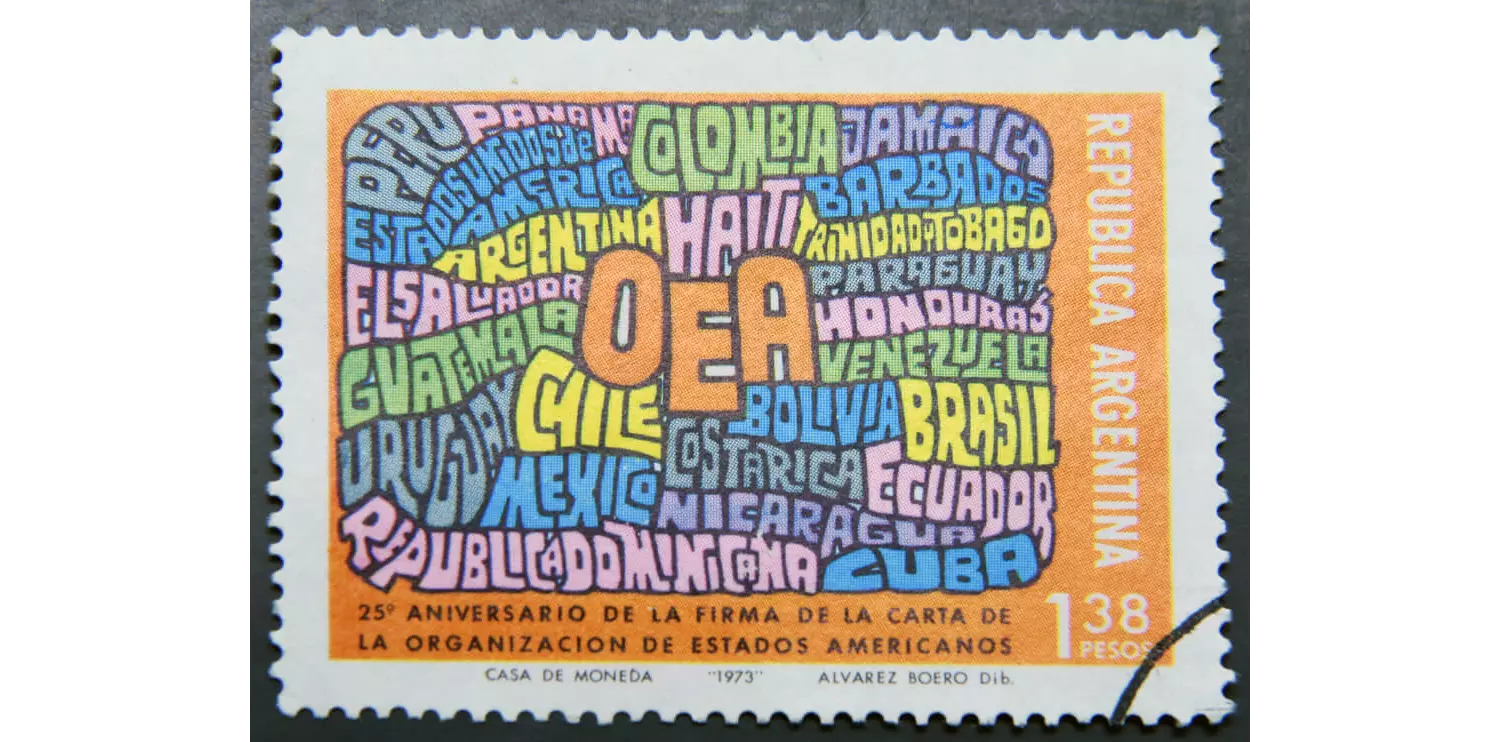 PERU PANAMA COLOMBIA JAMAICA
ESTADOS UNIDOS de AMERICA
BARBADOS
ARGENTINA HAITI TRINIDAD y TOBAGO
EL SALVADOR OEA PARAGUAY
HONDURAS
GUATEMALA VENEZUELA
URUGUAY CHILE BOLIVIA BRASIL
MEXICO COSTA RICA ECUADOR
NICARAGUA
REPUBLICA DOMINICANA CUBA
REPUBLICA ARGENTINA
25º ANIVERSARIO DE LA FIRMA DE LA CARTA DE
LA ORGANIZACION DE ESTADOS AMERICANOS
138
PESOS
CASA DE MONEDA "1973" ALVAREZ BOERO Dib.